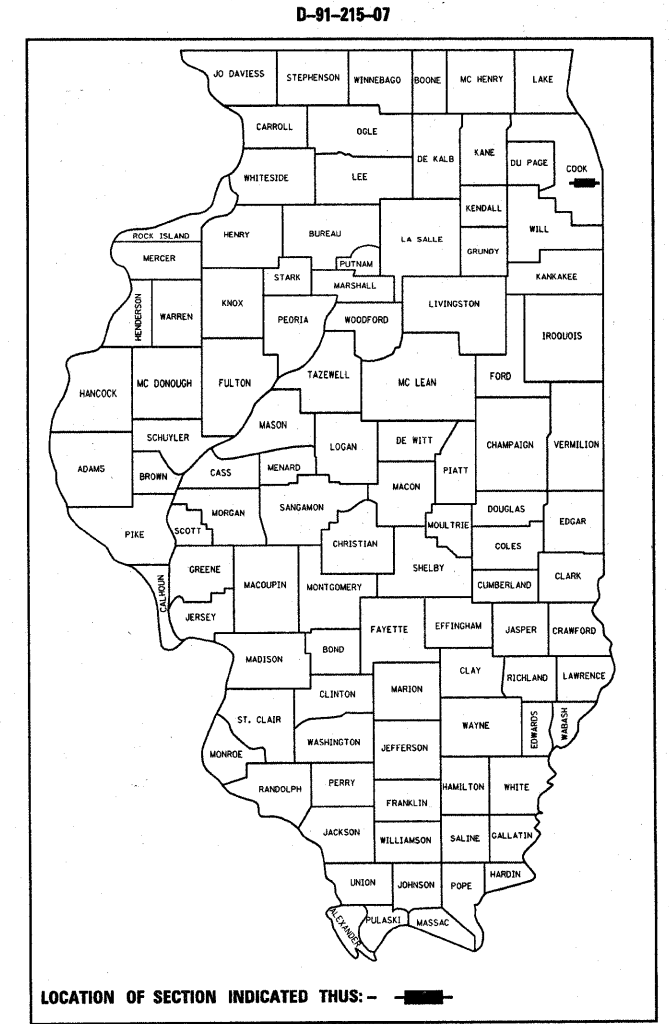 D-91-215-07
JO DAVIESS
STEPHENSON
WINNEBAGO
BOONE
MC HENRY
LAKE
CARROLL
OGLE
DE KALB
KANE
DU PAGE
COOK
WHITESIDE
LEE
KENDALL
ROCK ISLAND
HENRY
BUREAU
LA SALLE
WILL
GRUNDY
MERCER
PUTNAM
STARK
MARSHALL
KANKAKEE
HENDERSON
WARREN
KNOX
PEORIA
WOODFORD
LIVINGSTON
IROQUOIS
HANCOCK
MC DONOUGH
FULTON
TAZEWELL
MC LEAN
FORD
MASON
SCHUYLER
LOGAN
DE WITT
CHAMPAIGN
VERMILION
ADAMS
BROWN
CASS
MENARD
MACON
PIATT
PIKE
SCOTT
MORGAN
SANGAMON
CHRISTIAN
MOULTRIE
DOUGLAS
EDGAR
COLES
CALHOUN
GREENE
MACOUPIN
MONTGOMERY
SHELBY
CUMBERLAND
CLARK
JERSEY
FAYETTE
EFFINGHAM
JASPER
CRAWFORD
MADISON
BOND
CLAY
RICHLAND
LAWRENCE
CLINTON
MARION
ST. CLAIR
WASHINGTON
WAYNE
EDWARDS
WABASH
MONROE
JEFFERSON
RANDOLPH
PERRY
HAMILTON
WHITE
FRANKLIN
JACKSON
WILLIAMSON
SALINE
GALLATIN
UNION
JOHNSON
POPE
HARDIN
ALEXANDER
PULASKI
MASSAC
LOCATION OF SECTION INDICATED THUS:-